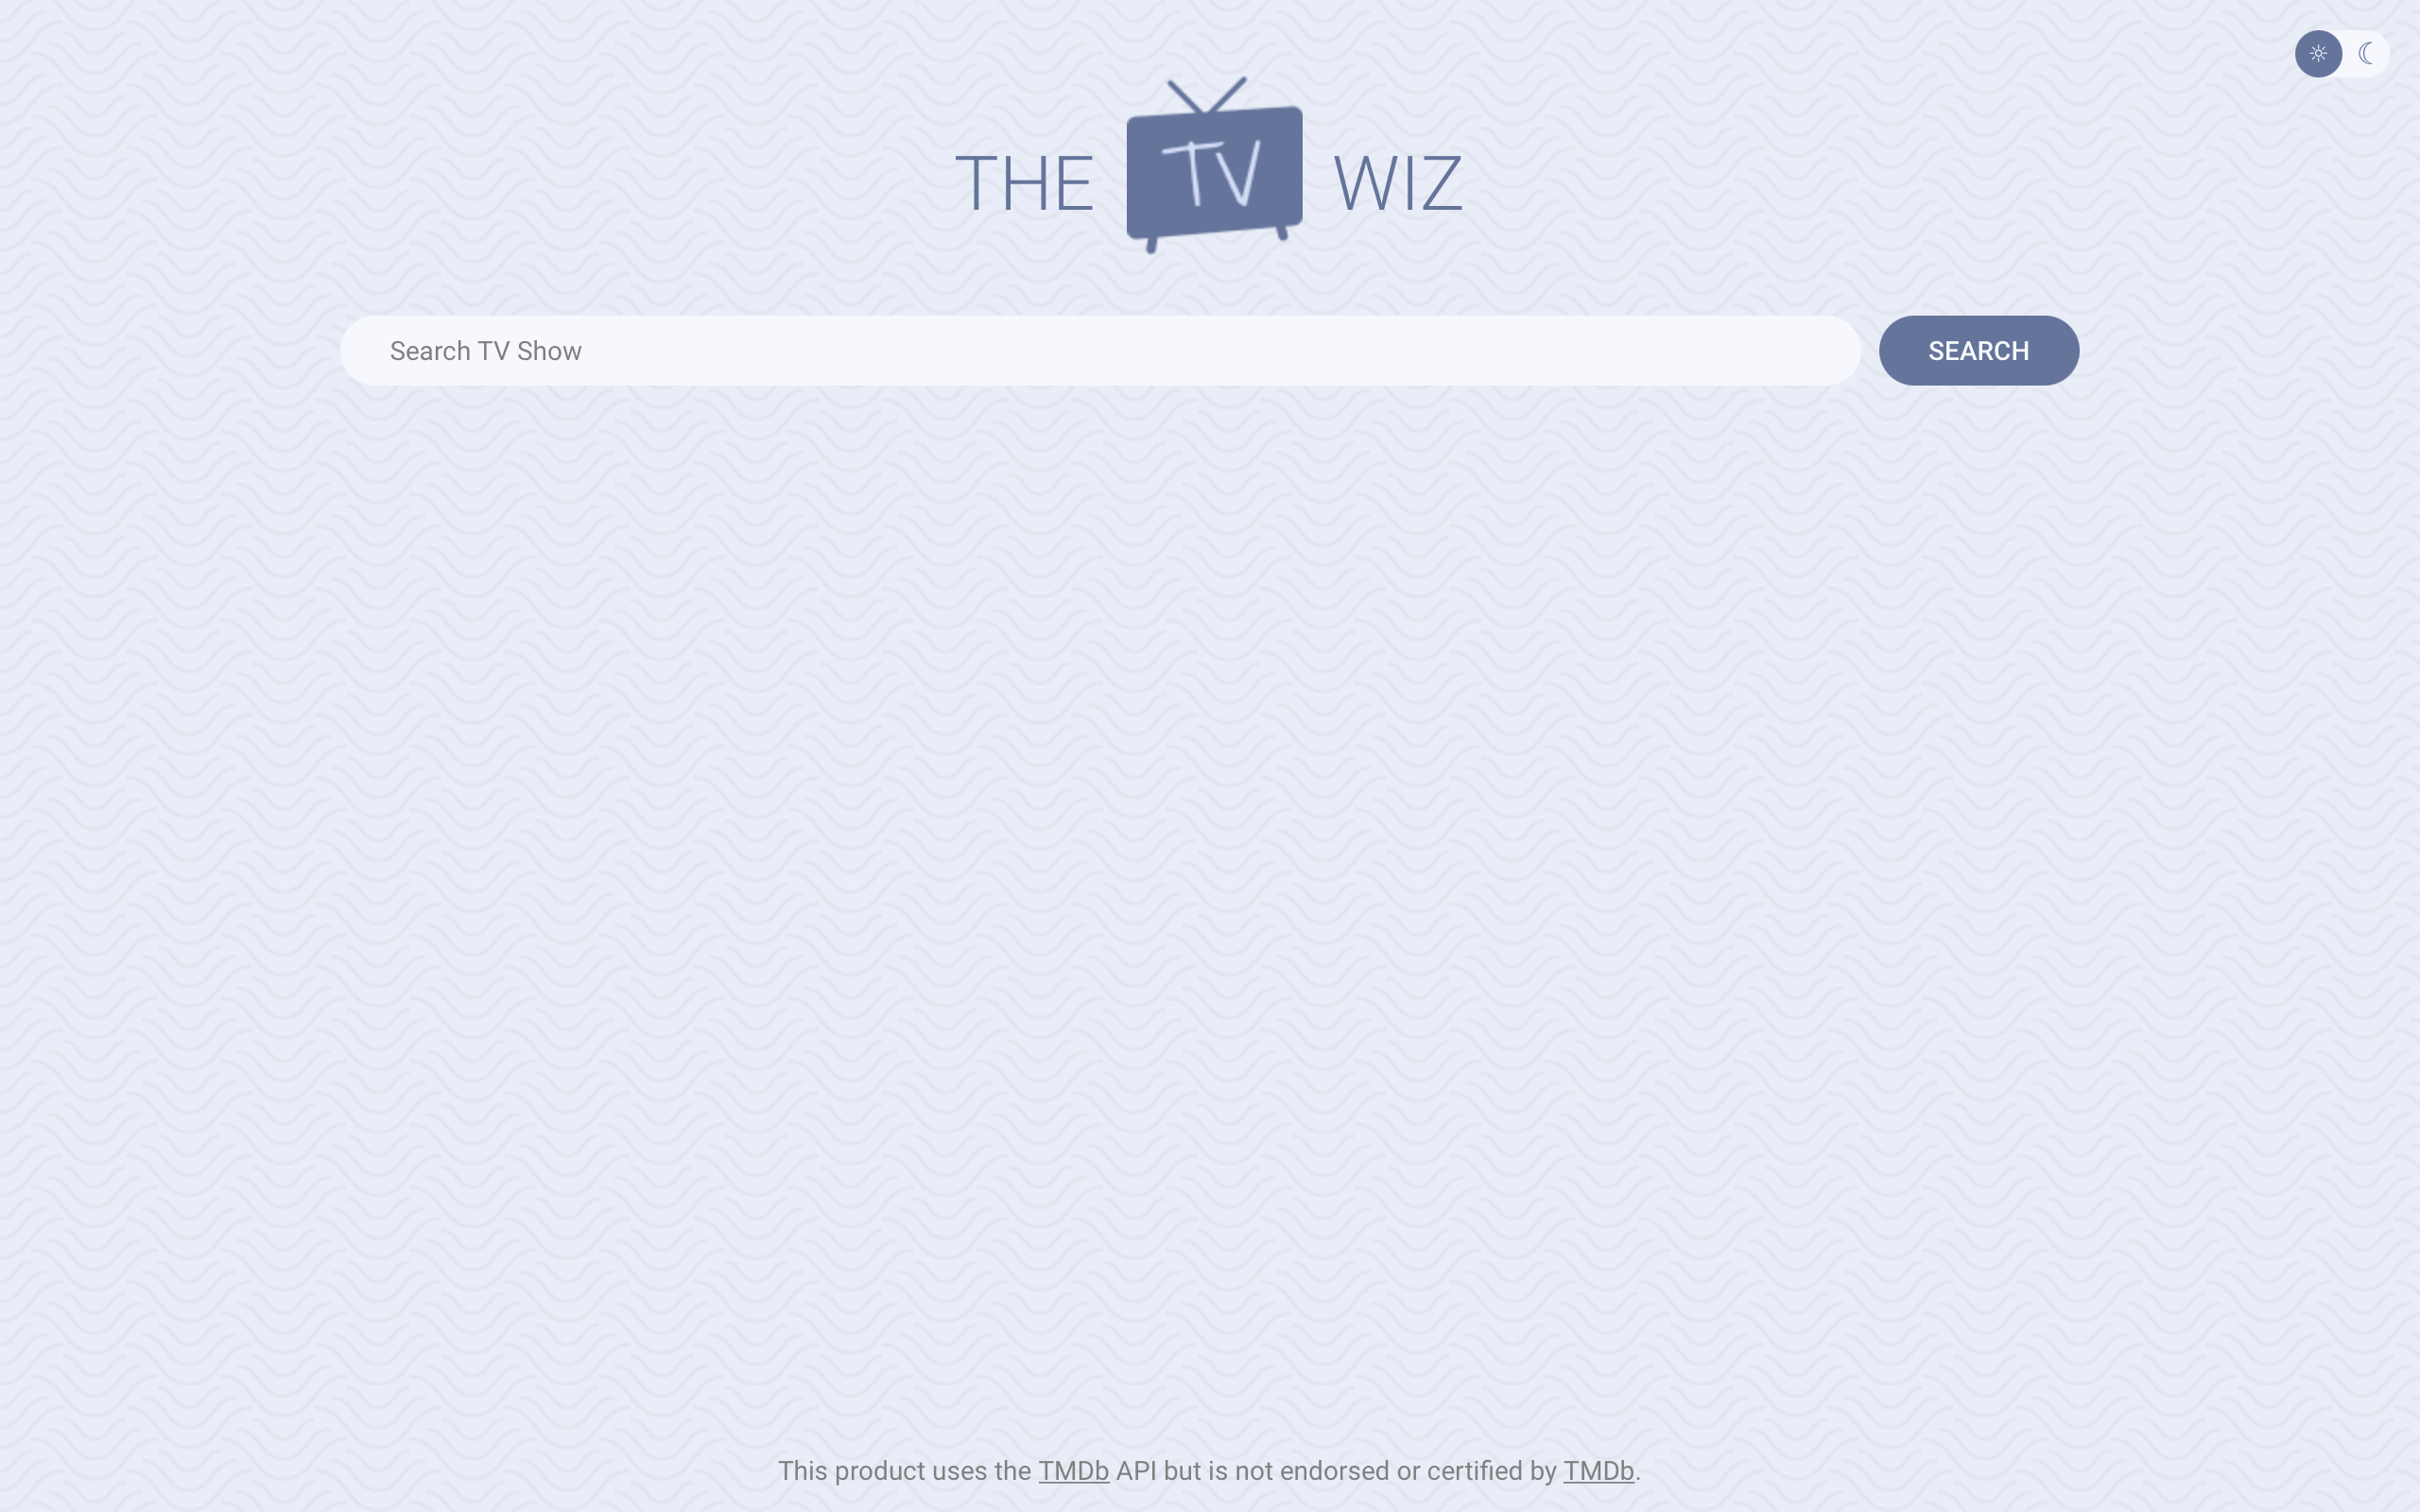 THE TV WIZ
Search TV Show
SEARCH
This product uses the TMDb API but is not endorsed or certified by TMDb.